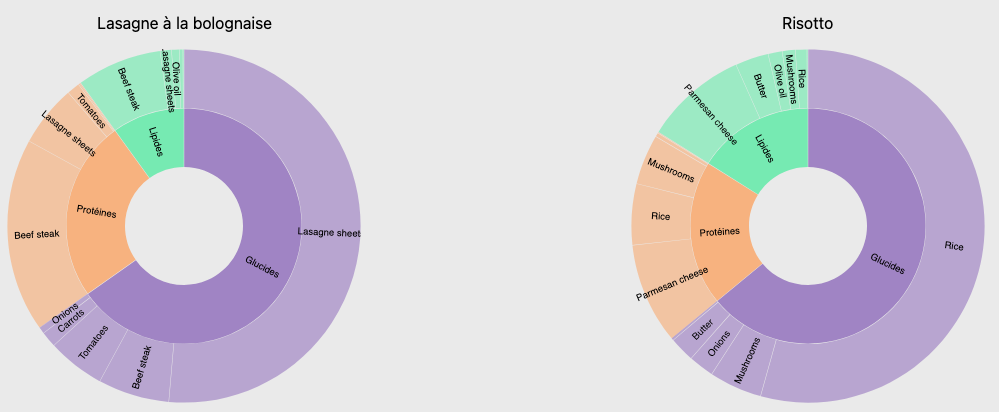 Lasagne à la bolognaise
Lipides
Protéines
Glucides
Olive oil
Lasagne sheets
Beef steak
Tomatoes
Lasagne sheets
Beef steak
Onions
Carrots
Tomatoes
Beef steak
Lasagne sheet
Risotto
Lipides
Protéines
Glucides
Rice
Mushrooms
Olive oil
Butter
Parmesan cheese
Mushrooms
Rice
Parmesan cheese
Butter
Onions
Mushrooms
Rice